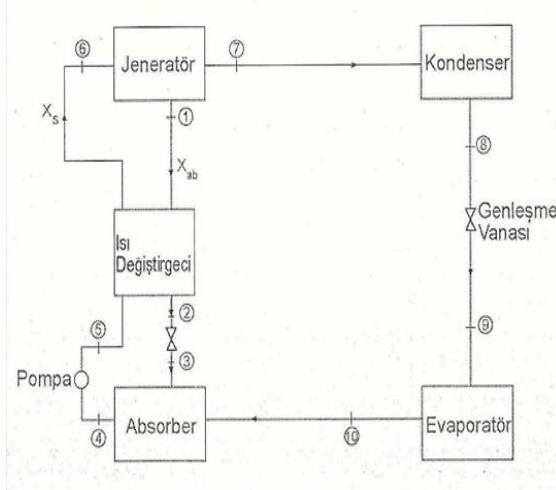 ⑥
Jeneratör
⑦
Kondenser
①
Xs
Xab
⑧
Genleşme
Vanası
Isı
Değiştirgeci
②
⑤
③
⑨
Pompa
④
Absorber
⑩
Evaporatör